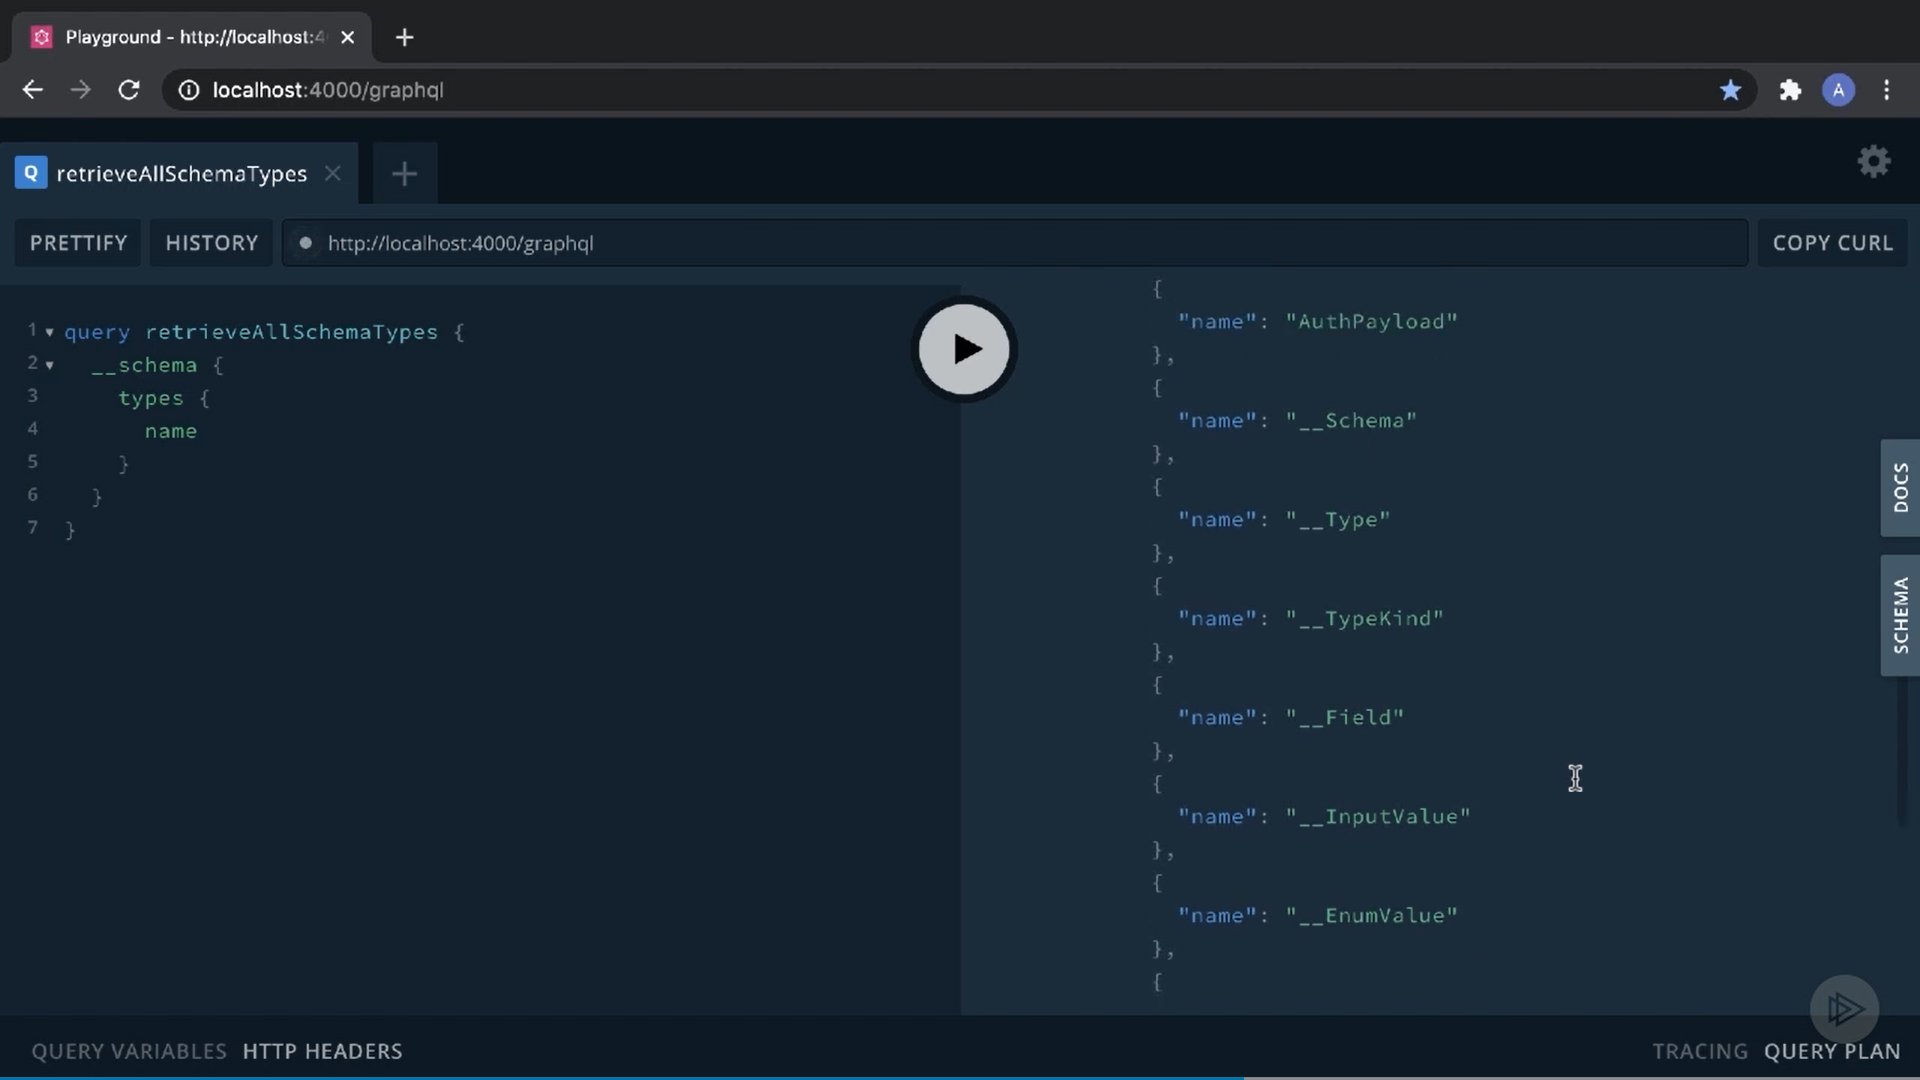 Playground - http://localhost:4
localhost:4000/graphql
A
Q retrieveAllSchemaTypes
PRETTIFY
HISTORY
http://localhost:4000/graphql
COPY CURL
1 query retrieveAllSchemaTypes {
2 __schema {
3 types {
4 name
5 }
6 }
7 }
{
"name": "AuthPayload"
},
{
"name": "__Schema"
},
{
"name": "__Type"
},
{
"name": "__TypeKind"
},
{
"name": "__Field"
},
{
"name": "__InputValue"
},
{
"name": "__EnumValue"
},
{
DOCS
SCHEMA
QUERY VARIABLES
HTTP HEADERS
TRACING
QUERY PLAN